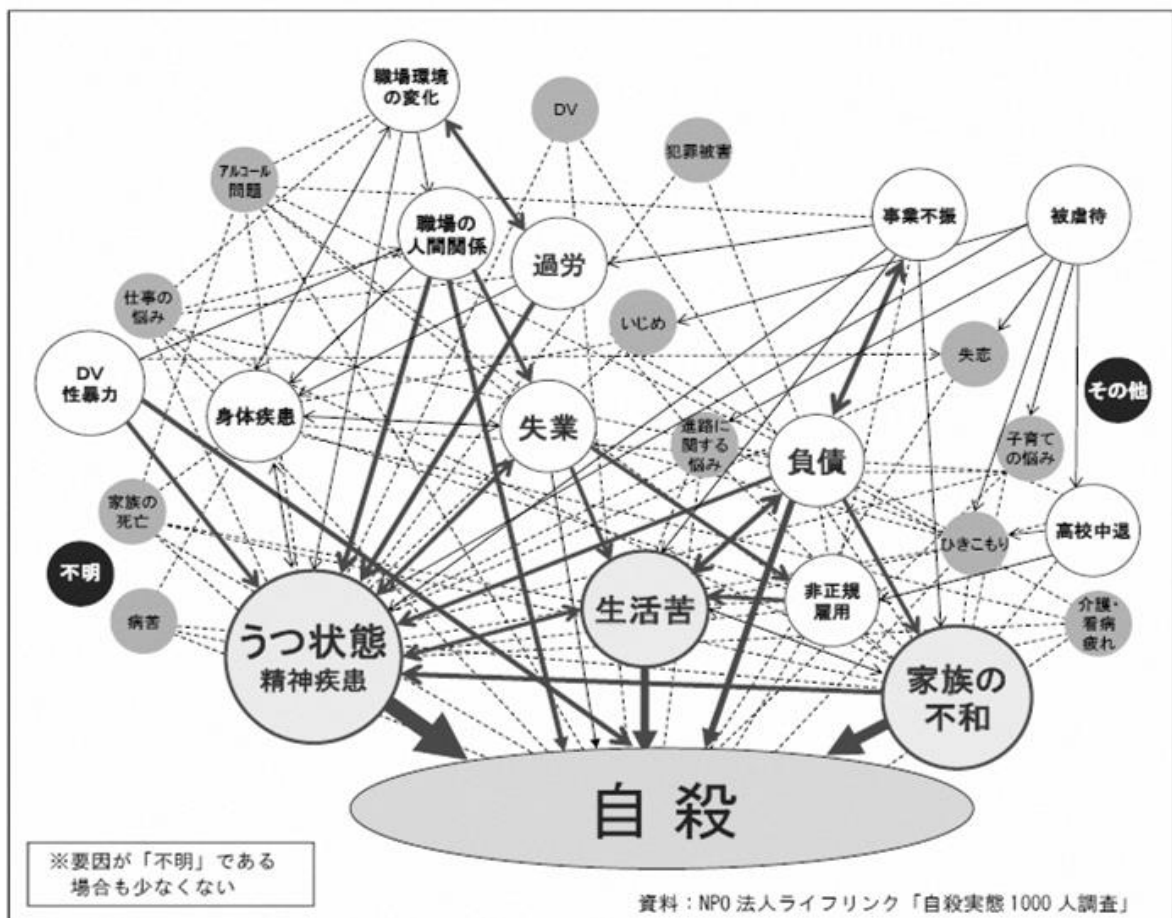 職場環境
の変化
DV
犯罪被害
アルコール
問題
職場の
人間関係
過労
事業不振
被虐待
仕事の
悩み
いじめ
失恋
DV
性暴力
その他
身体疾患
失業
進路に
関する
悩み
負債
子育て
の悩み
家族の
死亡
高校中退
ひきこもり
不明
病苦
うつ状態
精神疾患
生活苦
非正規
雇用
介護・
看病
疲れ
家族の
不和
自殺
※要因が「不明」である
場合も少なくない
資料：NPO 法人ライフリンク「自殺実態 1000 人調査」